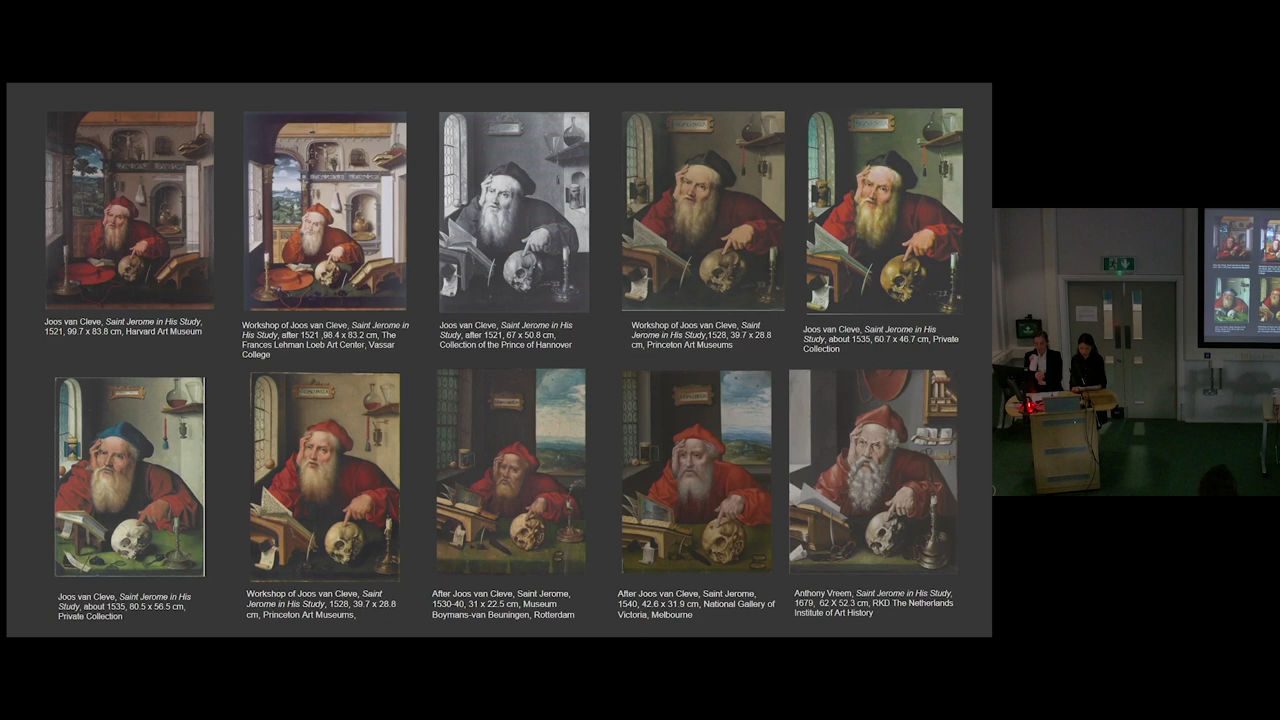 Joos van Cleve, Saint Jerome in His Study,
1521, 99.7 x 83.8 cm, Harvard Art Museum
Workshop of Joos van Cleve, Saint Jerome in
His Study, after 1521 ,98.4 x 83.2 cm, The
Frances Lehman Loeb Art Center, Vassar
College
Joos van Cleve, Saint Jerome in His
Study, after 1521, 67 x 50.8 cm,
Collection of the Prince of Hannover
Workshop of Joos van Cleve, Saint
Jerome in His Study,1528, 39.7 x 28.8
cm, Princeton Art Museums
Joos van Cleve, Saint Jerome in His
Study, about 1535, 60.7 x 46.7 cm, Private
Collection
Joos van Cleve, Saint Jerome in His
Study, about 1535, 80.5 x 56.5 cm,
Private Collection
Workshop of Joos van Cleve, Saint
Jerome in His Study, 1528, 39.7 x 28.8
cm, Princeton Art Museums,
After Joos van Cleve, Saint Jerome,
1530-40, 31 x 22.5 cm, Museum
Boymans-van Beuningen, Rotterdam
After Joos van Cleve, Saint Jerome,
1540, 42.6 x 31.9 cm, National Gallery of
Victoria, Melbourne
Anthony Vreem, Saint Jerome in His Study,
1679, 62 X 52.3 cm, RKD The Netherlands
Institute of Art History